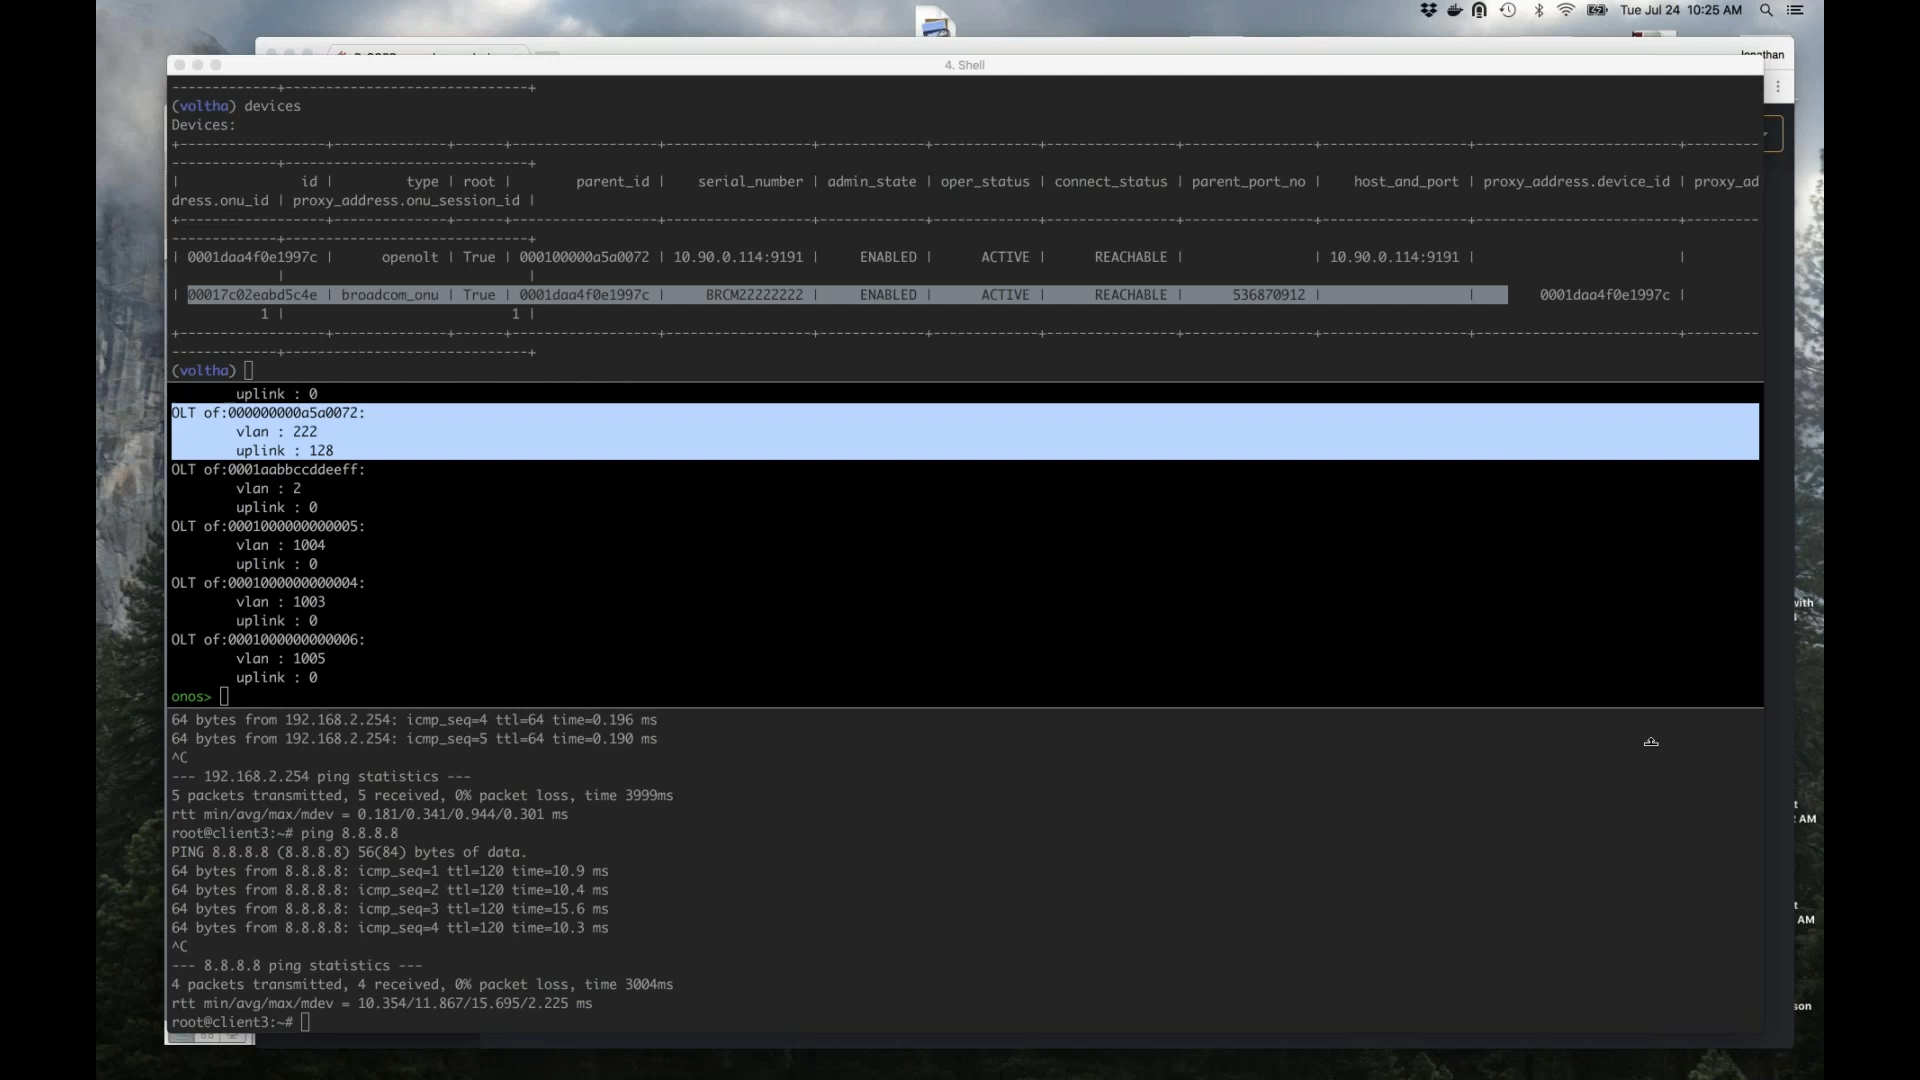 Tue Jul 24 10:25 AM
Jonathan
4. Shell
------------+------------------------------+
(voltha) devices
Devices:
+------------------+--------------+------+------------------+------------------+-------------+-------------+----------------+----------------+------------------+-------------------------+--------
-------------+------------------------------+
| id | type | root | parent_id | serial_number | admin_state | oper_status | connect_status | parent_port_no | host_and_port | proxy_address.device_id | proxy_ad
dress.onu_id | proxy_address.onu_session_id |
+------------------+--------------+------+------------------+------------------+-------------+-------------+----------------+----------------+------------------+-------------------------+--------
-------------+------------------------------+
| 0001daa4f0e1997c | openolt | True | 000100000a5a0072 | 10.90.0.114:9191 | ENABLED | ACTIVE | REACHABLE | | 10.90.0.114:9191 | |
| |
| 00017c02eabd5c4e | broadcom_onu | True | 0001daa4f0e1997c | BRCM22222222 | ENABLED | ACTIVE | REACHABLE | 536870912 | | 0001daa4f0e1997c |
1 | 1 |
+------------------+--------------+------+------------------+------------------+-------------+-------------+----------------+----------------+------------------+-------------------------+--------
-------------+------------------------------+
(voltha)
uplink : 0
OLT of:000000000a5a0072:
vlan : 222
uplink : 128
OLT of:0001aabbccddeeff:
vlan : 2
uplink : 0
OLT of:0001000000000005:
vlan : 1004
uplink : 0
OLT of:0001000000000004:
vlan : 1003
uplink : 0
OLT of:0001000000000006:
vlan : 1005
uplink : 0
onos>
64 bytes from 192.168.2.254: icmp_seq=4 ttl=64 time=0.196 ms
64 bytes from 192.168.2.254: icmp_seq=5 ttl=64 time=0.190 ms
^C
--- 192.168.2.254 ping statistics ---
5 packets transmitted, 5 received, 0% packet loss, time 3999ms
rtt min/avg/max/mdev = 0.181/0.341/0.944/0.301 ms
root@client3:~# ping 8.8.8.8
PING 8.8.8.8 (8.8.8.8) 56(84) bytes of data.
64 bytes from 8.8.8.8: icmp_seq=1 ttl=120 time=10.9 ms
64 bytes from 8.8.8.8: icmp_seq=2 ttl=120 time=10.4 ms
64 bytes from 8.8.8.8: icmp_seq=3 ttl=120 time=15.6 ms
64 bytes from 8.8.8.8: icmp_seq=4 ttl=120 time=10.3 ms
^C
--- 8.8.8.8 ping statistics ---
4 packets transmitted, 4 received, 0% packet loss, time 3004ms
rtt min/avg/max/mdev = 10.354/11.867/15.695/2.225 ms
root@client3:~#
with
AM
AM
son